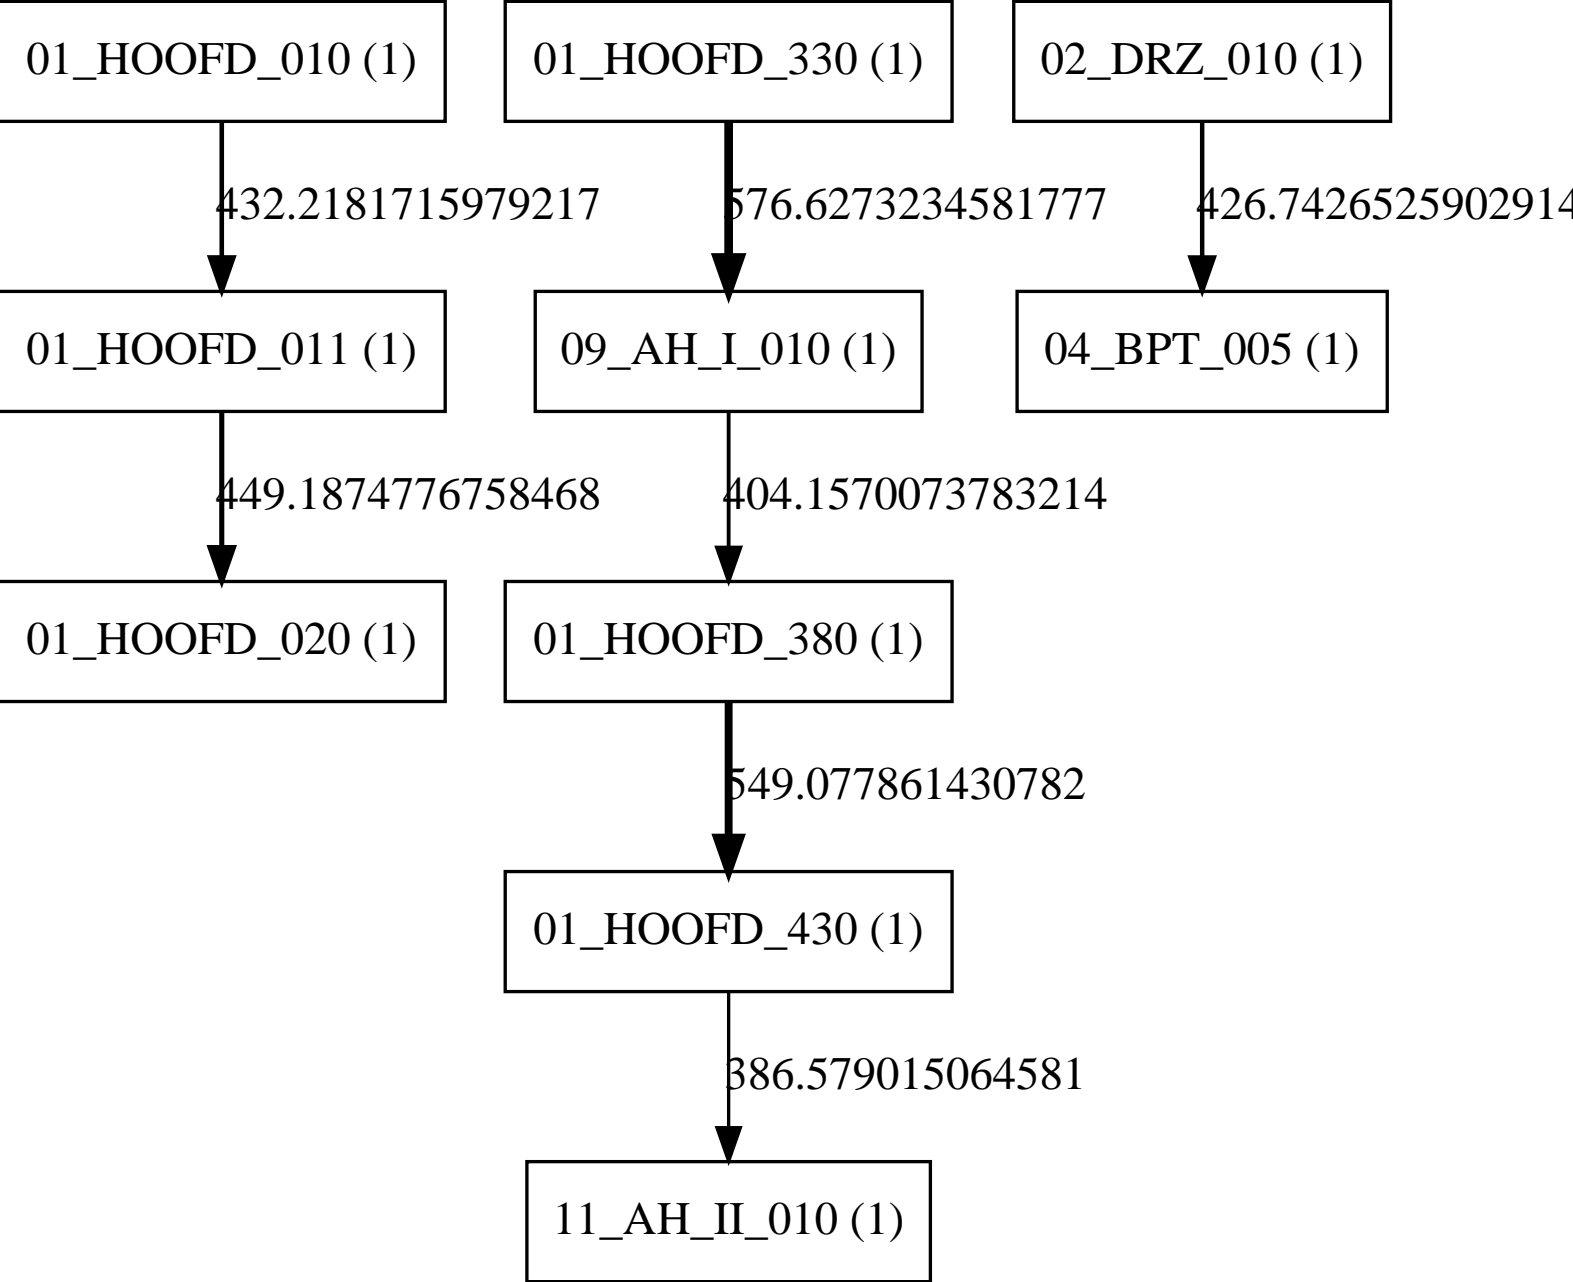 01_HOOFD_010 (1)
01_HOOFD_330 (1)
02_DRZ_010 (1)
432.2181715979217
576.6273234581777
426.7426525902914
01_HOOFD_011 (1)
09_AH_I_010 (1)
04_BPT_005 (1)
449.1874776758468
404.1570073783214
01_HOOFD_020 (1)
01_HOOFD_380 (1)
549.077861430782
01_HOOFD_430 (1)
386.579015064581
11_AH_II_010 (1)